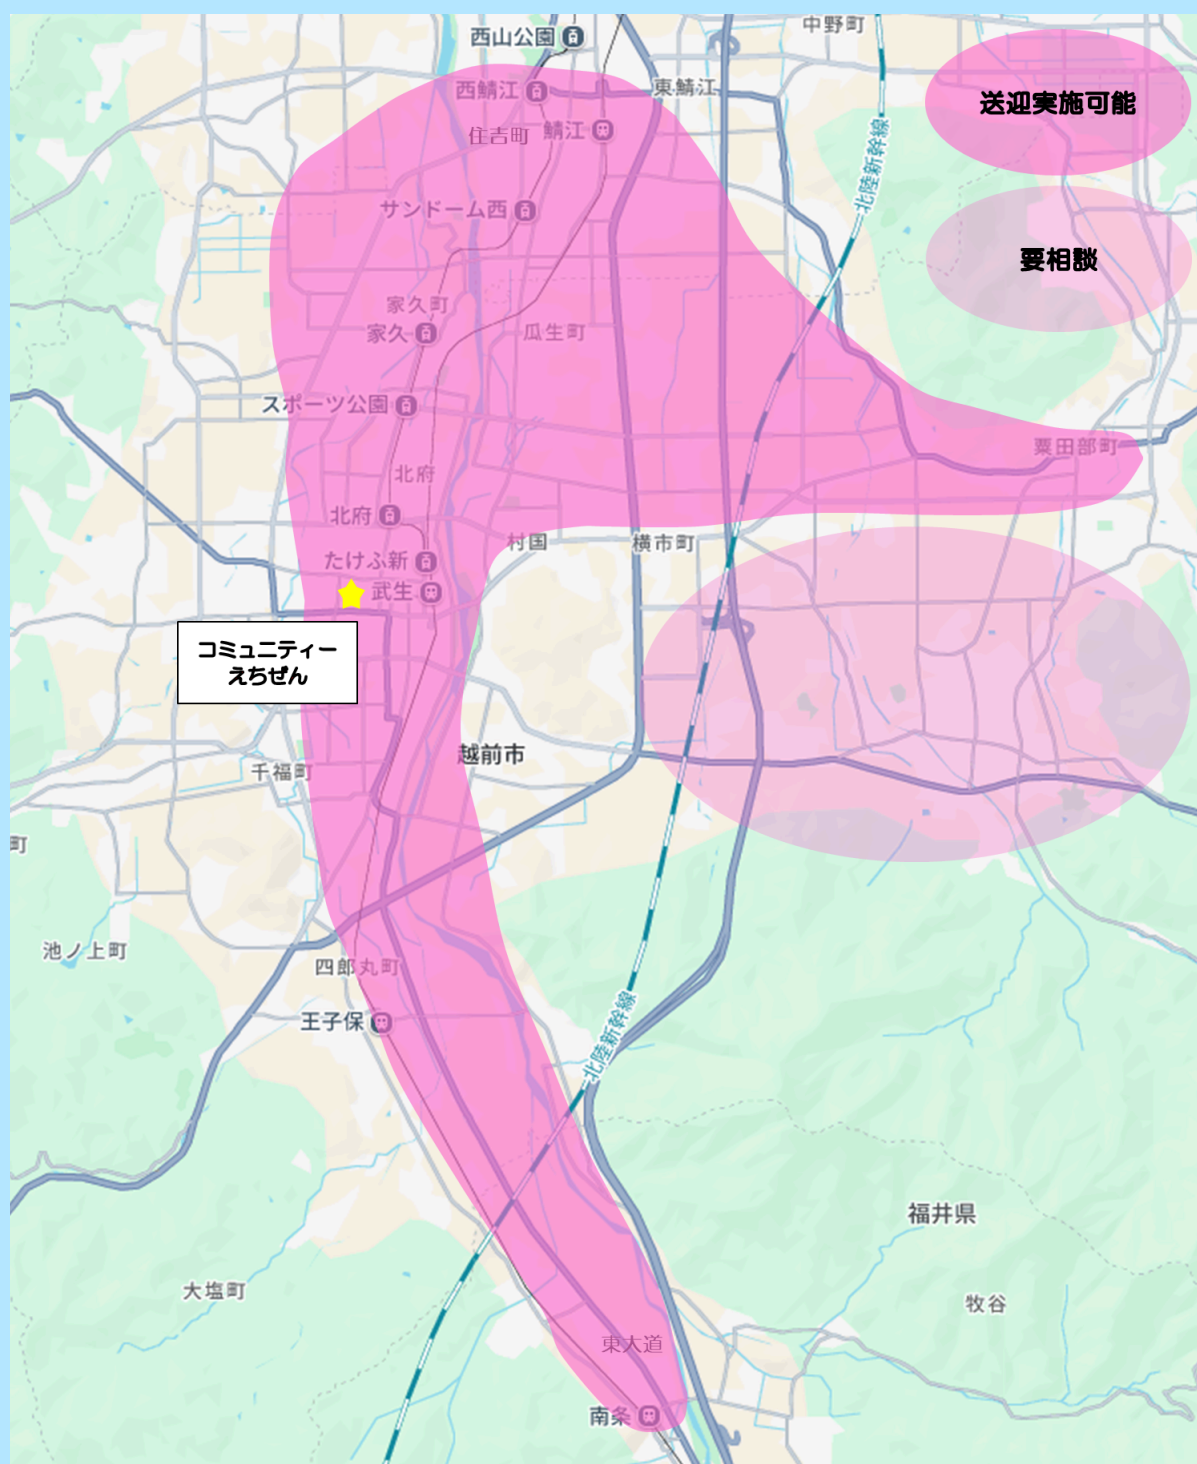 西山公園
中野町
西鯖江
東鯖江
送迎実施可能
住吉町
鯖江
北陸新幹線
サンドーム西
要相談
家久町
家久
瓜生町
スポーツ公園
粟田部町
北府
北府
村国
横市町
たけふ新
武生
コミュニティー
えちぜん
越前市
千福町
町
池ノ上町
四郎丸町
王子保
北陸新幹線
福井県
大塩町
牧谷
東大道
南条